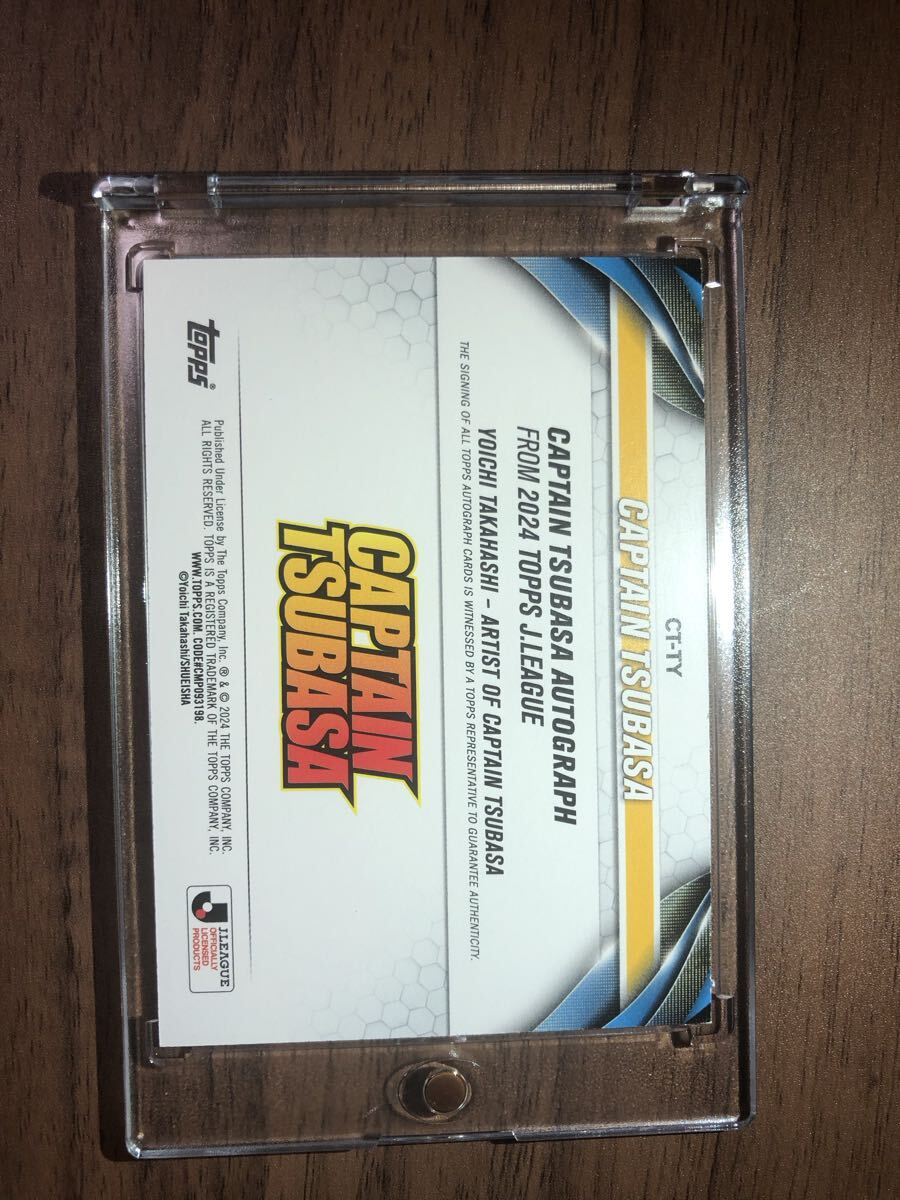 CT-TY
CAPTAIN TSUBASA
CAPTAIN TSUBASA AUTOGRAPH
FROM 2024 TOPPS J.LEAGUE
YOICHI TAKAHASHI – ARTIST OF CAPTAIN TSUBASA
THE SIGNING OF ALL TOPPS AUTOGRAPH CARDS IS WITNESSED BY A TOPPS REPRESENTATIVE TO GUARANTEE AUTHENTICITY.
CAPTAIN
TSUBASA
topps®
Published Under License by The Topps Company, Inc. ® & © 2024 THE TOPPS COMPANY, INC.
ALL RIGHTS RESERVED. TOPPS IS A REGISTERED TRADEMARK OF THE TOPPS COMPANY, INC.
WWW.TOPPS.COM. CODE#CMP093198.
©Yoichi Takahashi/SHUEISHA
J.LEAGUE
OFFICIALLY
LICENSED
PRODUCTS